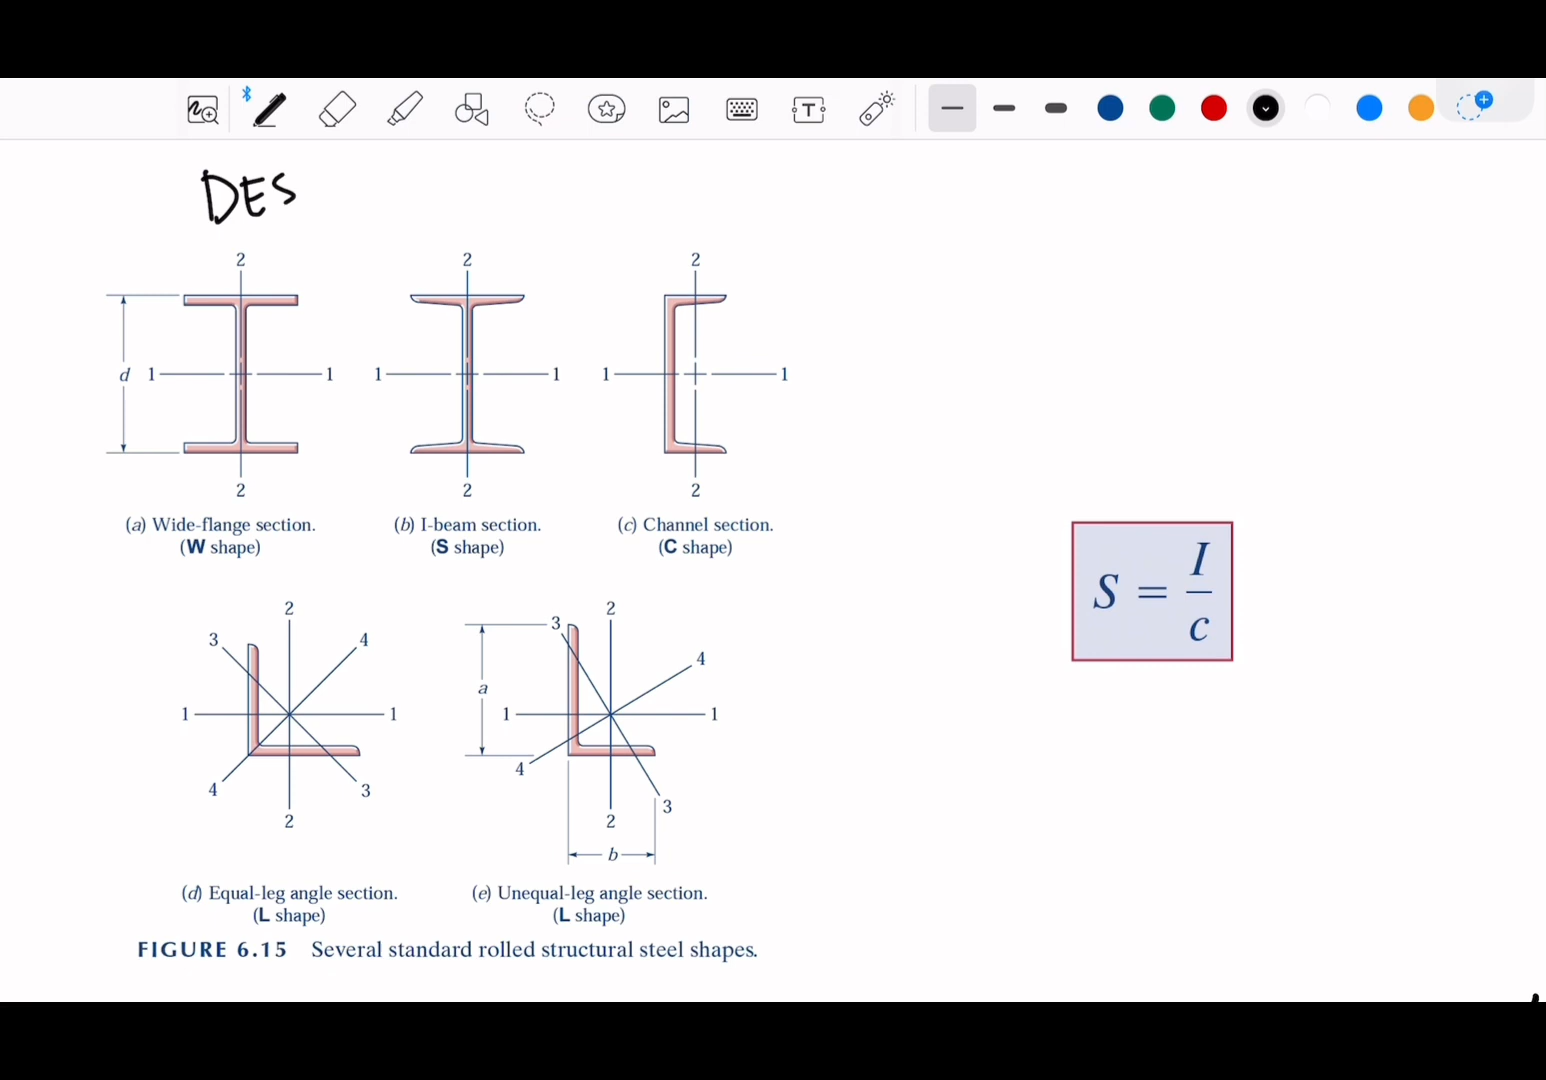 DES
2 2 2
d 1 1 1 1 1 1
2 2 2
(a) Wide-flange section. (b) I-beam section. (c) Channel section.
(W shape) (S shape) (C shape)
S = I
c
2 3 2
3 4 4
a
1 1 1 1
4 3 4
2 2 3
b
(d) Equal-leg angle section. (e) Unequal-leg angle section.
(L shape) (L shape)
FIGURE 6.15 Several standard rolled structural steel shapes.